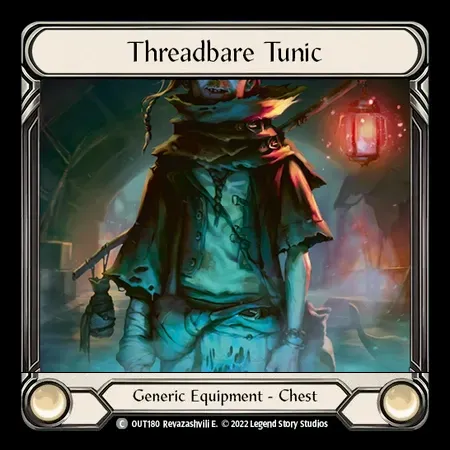 Threadbare Tunic
Generic Equipment - Chest
C OUT180 Revazashvili E. © 2022 Legend Story Studios